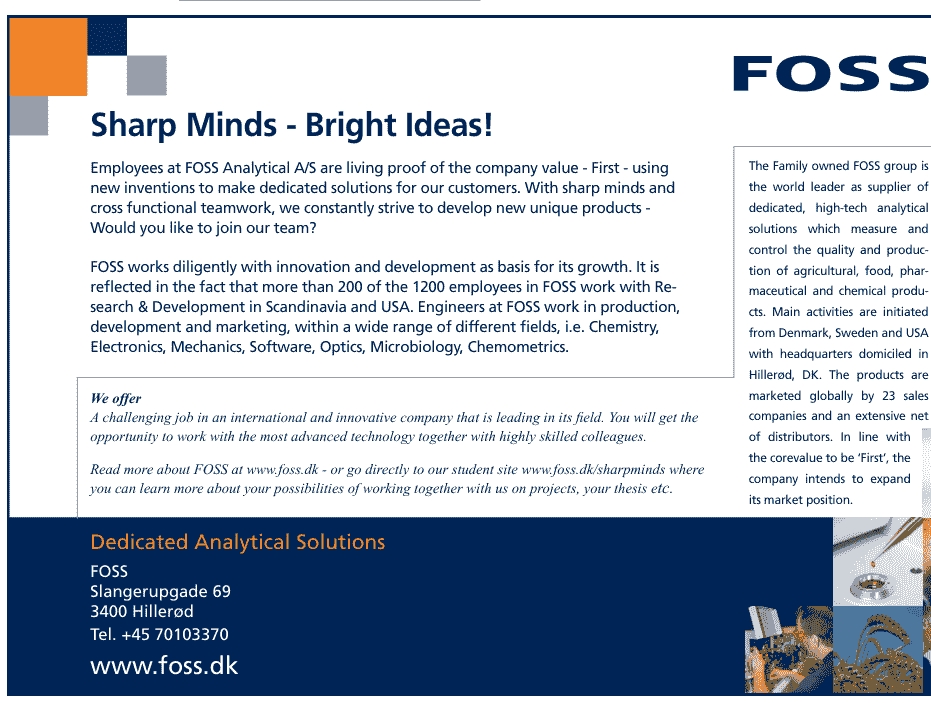 FOSS
Sharp Minds - Bright Ideas!
Employees at FOSS Analytical A/S are living proof of the company value - First - using
new inventions to make dedicated solutions for our customers. With sharp minds and
cross functional teamwork, we constantly strive to develop new unique products -
Would you like to join our team?
FOSS works diligently with innovation and development as basis for its growth. It is
reflected in the fact that more than 200 of the 1200 employees in FOSS work with Re-
search & Development in Scandinavia and USA. Engineers at FOSS work in production,
development and marketing, within a wide range of different fields, i.e. Chemistry,
Electronics, Mechanics, Software, Optics, Microbiology, Chemometrics.
We offer
A challenging job in an international and innovative company that is leading in its field. You will get the
opportunity to work with the most advanced technology together with highly skilled colleagues.
Read more about FOSS at www.foss.dk - or go directly to our student site www.foss.dk/sharpminds where
you can learn more about your possibilities of working together with us on projects, your thesis etc.
The Family owned FOSS group is
the world leader as supplier of
dedicated, high-tech analytical
solutions which measure and
control the quality and produc-
tion of agricultural, food, phar-
maceutical and chemical produ-
cts. Main activities are initiated
from Denmark, Sweden and USA
with headquarters domiciled in
Hillerød, DK. The products are
marketed globally by 23 sales
companies and an extensive net
of distributors. In line with
the corevalue to be ‘First’, the
company intends to expand
its market position.
Dedicated Analytical Solutions
FOSS
Slangerupgade 69
3400 Hillerød
Tel. +45 70103370
www.foss.dk